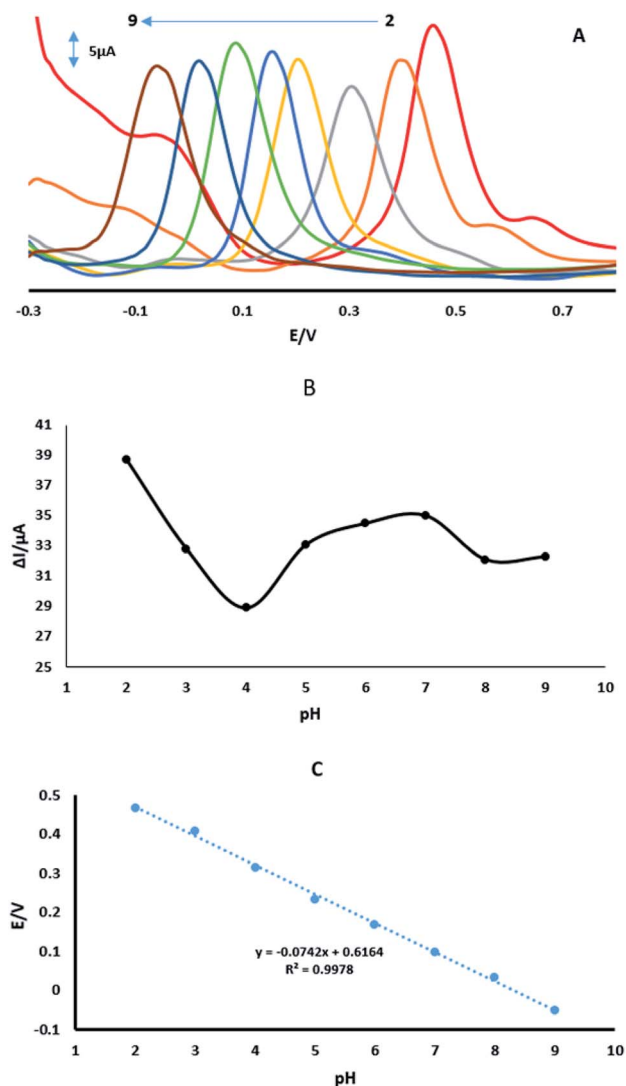 9 2
5µA
A
-0.3 -0.1 0.1 0.3 0.5 0.7
E/V
B
41
39
37
35
33
31
29
27
25
ΔI/µA
1 2 3 4 5 6 7 8 9 10
pH
C
0.5
0.4
0.3
0.2
0.1
0
-0.1
E/V
y = -0.0742x + 0.6164
R² = 0.9978
1 2 3 4 5 6 7 8 9 10
pH